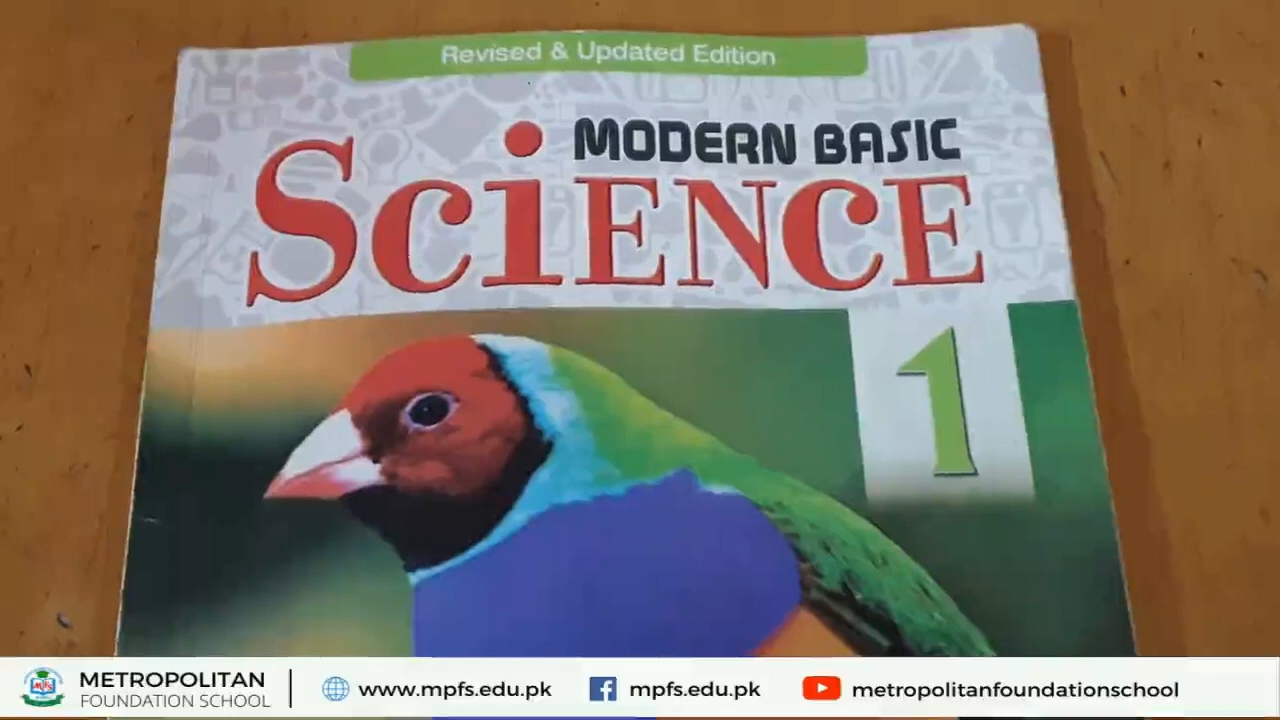 Revised & Updated Edition
MODERN BASIC
SciENCE
1
METROPOLITAN
FOUNDATION SCHOOL
www.mpfs.edu.pk
mpfs.edu.pk
metropolitanfoundationschool